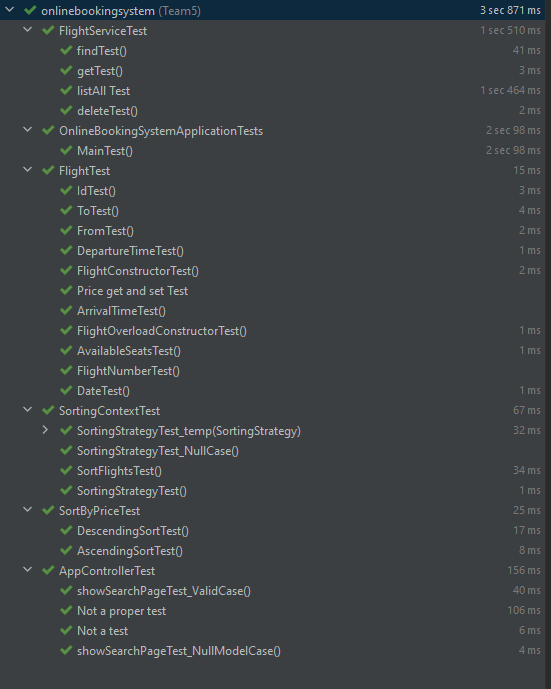 onlinebookingsystem (Team5) 3 sec 871 ms
FlightServiceTest 1 sec 510 ms
findTest() 41 ms
getTest() 3 ms
listAll Test 1 sec 464 ms
deleteTest() 2 ms
OnlineBookingSystemApplicationTests 2 sec 98 ms
MainTest() 2 sec 98 ms
FlightTest 15 ms
IdTest() 3 ms
ToTest() 4 ms
FromTest() 2 ms
DepartureTimeTest() 1 ms
FlightConstructorTest() 2 ms
Price get and set Test
ArrivalTimeTest()
FlightOverloadConstructorTest() 1 ms
AvailableSeatsTest() 1 ms
FlightNumberTest()
DateTest() 1 ms
SortingContextTest 67 ms
SortingStrategyTest_temp(SortingStrategy) 32 ms
SortingStrategyTest_NullCase()
SortFlightsTest() 34 ms
SortingStrategyTest() 1 ms
SortByPriceTest 25 ms
DescendingSortTest() 17 ms
AscendingSortTest() 8 ms
AppControllerTest 156 ms
showSearchPageTest_ValidCase() 40 ms
Not a proper test 106 ms
Not a test 6 ms
showSearchPageTest_NullModelCase() 4 ms